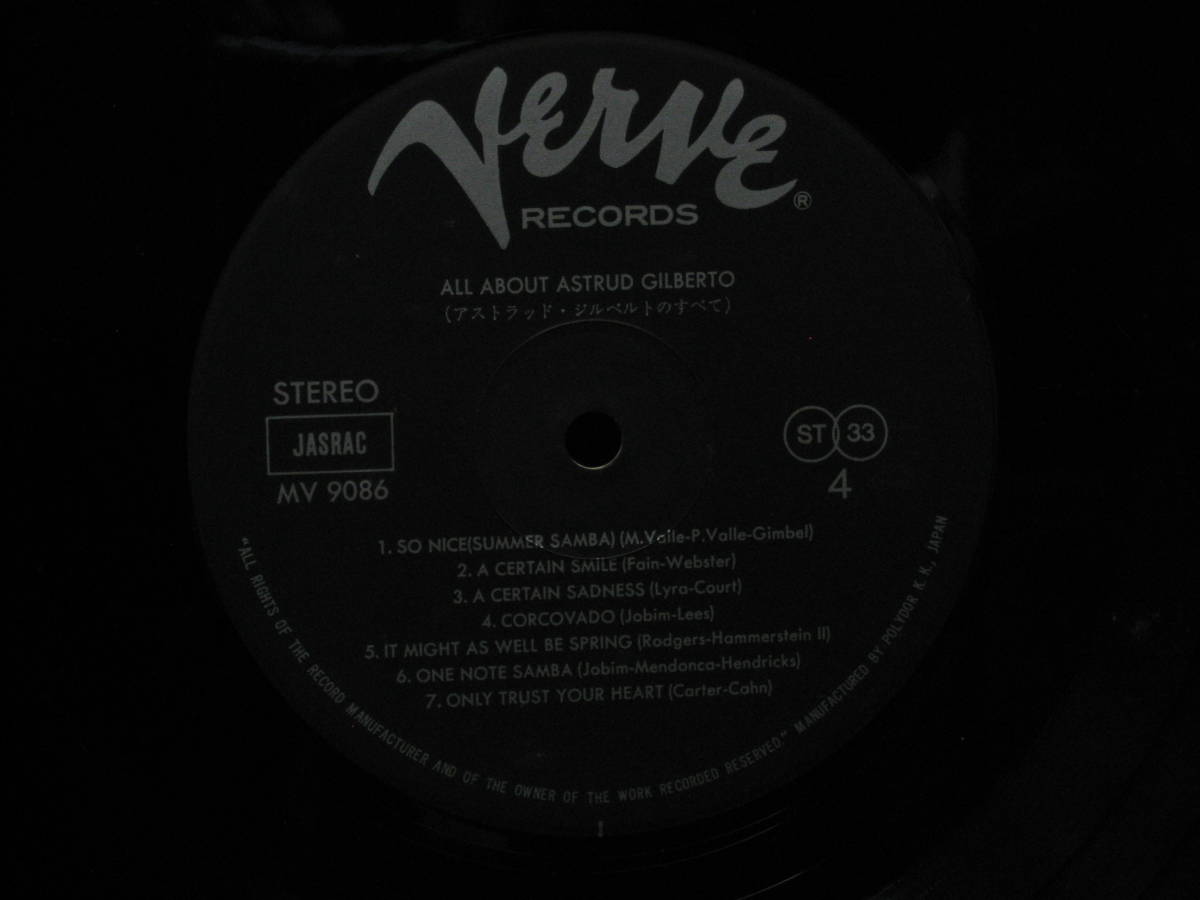 Verve
RECORDS ®
ALL ABOUT ASTRUD GILBERTO
(アストラッド・ジルベルトのすべて)
STEREO
JASRAC
MV 9086
ST 33
4
1. SO NICE(SUMMER SAMBA) (M.Valle-P.Valle-Gimbel)
2. A CERTAIN SMILE (Fain-Webster)
3. A CERTAIN SADNESS (Lyra-Court)
4. CORCOVADO (Jobim-Lees)
5. IT MIGHT AS WELL BE SPRING (Rodgers-Hammerstein II)
6. ONE NOTE SAMBA (Jobim-Mendonca-Hendricks)
7. ONLY TRUST YOUR HEART (Carter-Cahn)
"ALL RIGHTS OF THE RECORD MANUFACTURER AND OF THE OWNER OF THE WORK RECORDED RESERVED." MANUFACTURED BY POLYDOR K. K., JAPAN
I